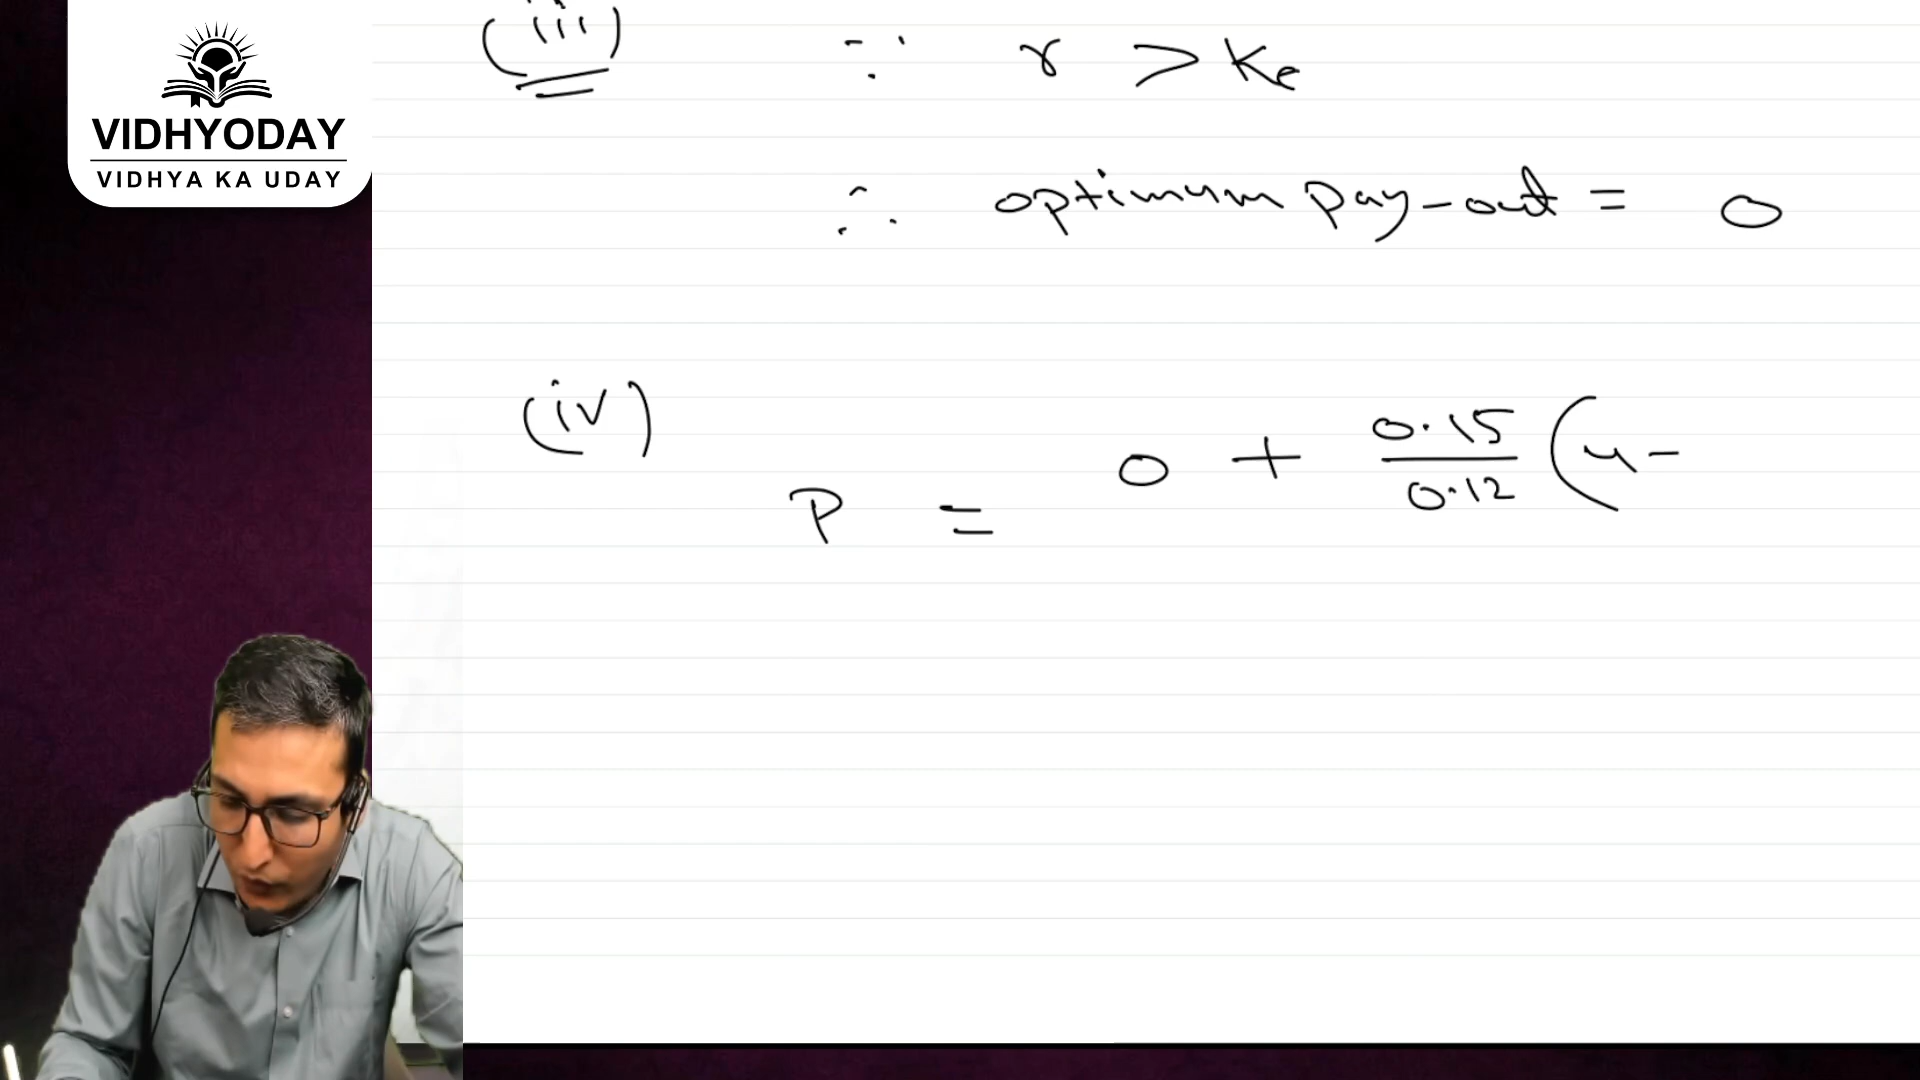 VIDHYODAY
VIDHYA KA UDAY
(iii) ∵ r > Ke
∴ optimum pay-out = 0
(iv)
P = 0 + 0.15/0.12 (4 -